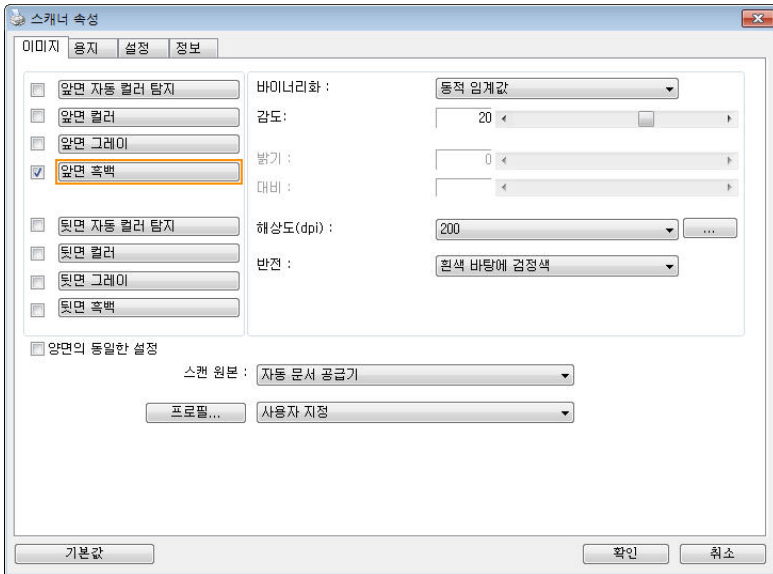 스캐너 속성
이미지 용지 설정 정보
앞면 자동 컬러 탐지
앞면 컬러
앞면 그레이
앞면 흑백
뒷면 자동 컬러 탐지
뒷면 컬러
뒷면 그레이
뒷면 흑백
바이너리화 : 동적 임계값
감도: 20
밝기 : 0
대비 :
해상도(dpi) : 200 ...
반전 : 흰색 바탕에 검정색
양면의 동일한 설정
스캔 원본 : 자동 문서 공급기
프로필... 사용자 지정
기본값 확인 취소